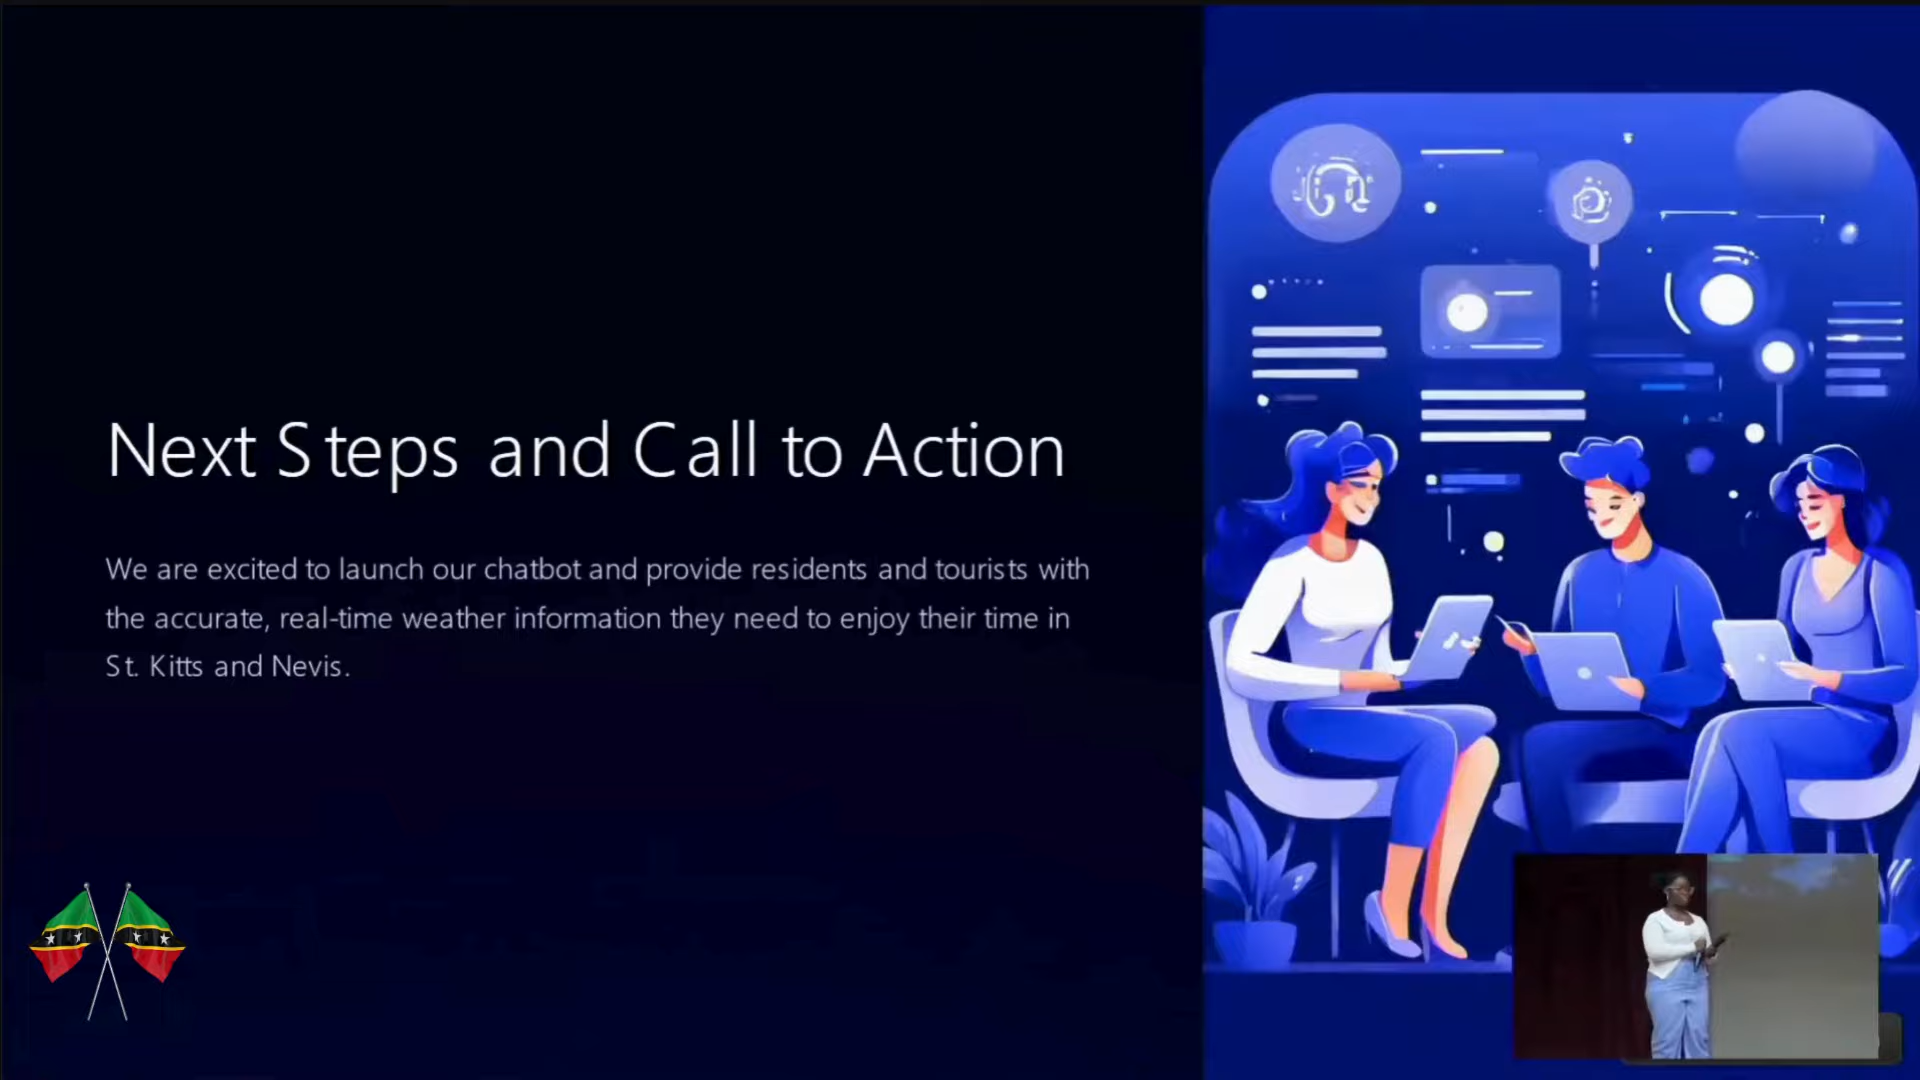 Next Steps and Call to Action
We are excited to launch our chatbot and provide residents and tourists with
the accurate, real-time weather information they need to enjoy their time in
St. Kitts and Nevis.